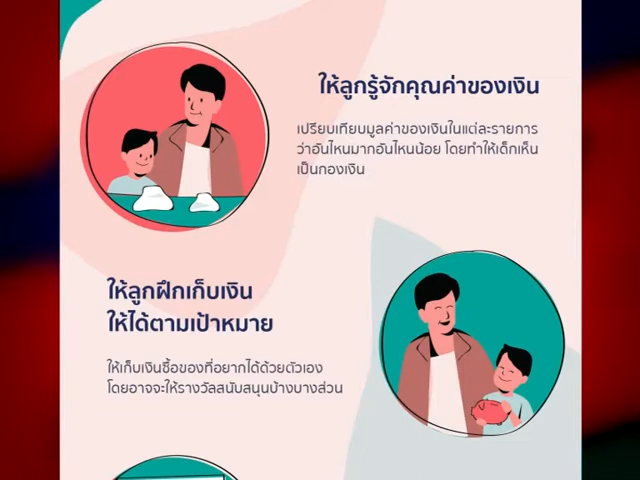 ให้ลูกรู้จักคุณค่าของเงิน
เปรียบเทียบมูลค่าของเงินในแต่ละรายการ
ว่าอันไหนมากอันไหนน้อย โดยทำให้เด็กเห็น
เป็นกองเงิน
ให้ลูกฝึกเก็บเงิน
ให้ได้ตามเป้าหมาย
ให้เก็บเงินซื้อของที่อยากได้ด้วยตัวเอง
โดยอาจจะให้รางวัลสนับสนุนบ้างบางส่วน